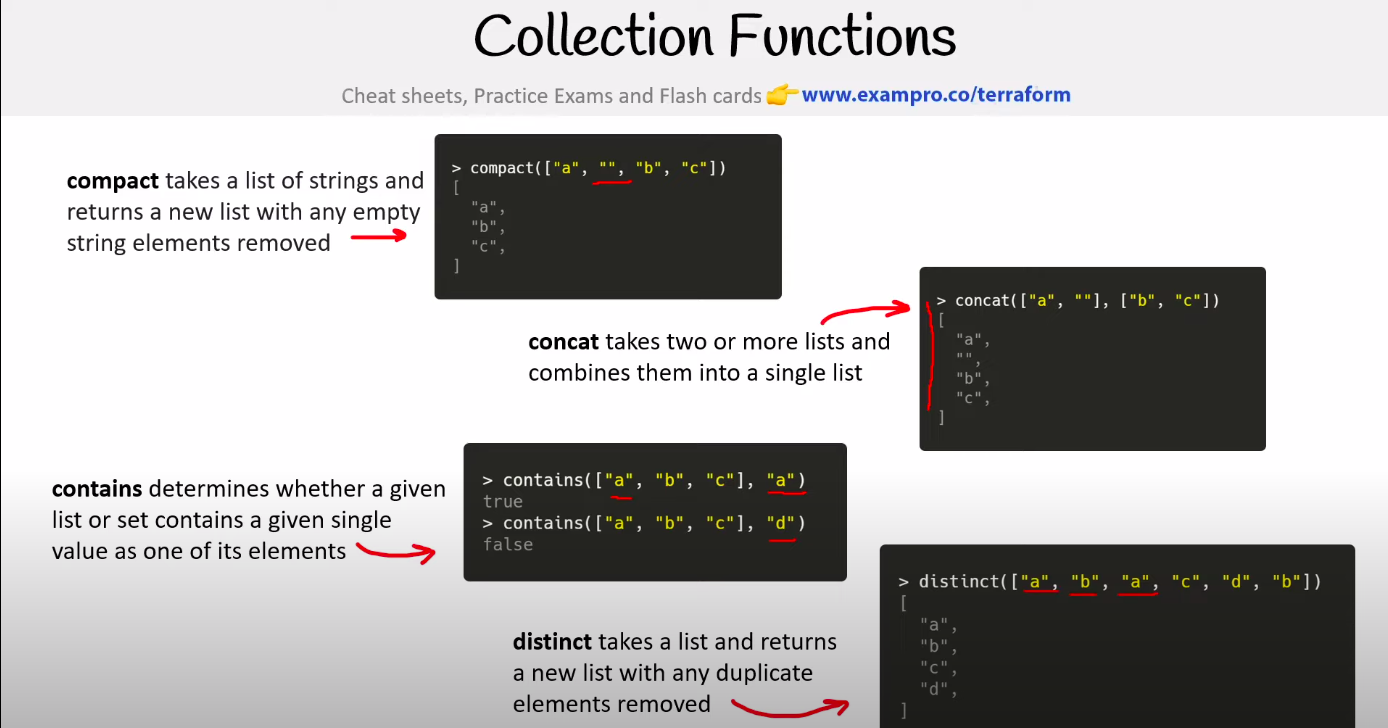 Collection Functions
Cheat sheets, Practice Exams and Flash cards 👉 www.exampro.co/terraform
compact takes a list of strings and
returns a new list with any empty
string elements removed
> compact(["a", "", "b", "c"])
[
  "a",
  "b",
  "c",
]
concat takes two or more lists and
combines them into a single list
> concat(["a", ""], ["b", "c"])
[
  "a",
  "",
  "b",
  "c",
]
contains determines whether a given
list or set contains a given single
value as one of its elements
> contains(["a", "b", "c"], "a")
true
> contains(["a", "b", "c"], "d")
false
distinct takes a list and returns
a new list with any duplicate
elements removed
> distinct(["a", "b", "a", "c", "d", "b"])
[
  "a",
  "b",
  "c",
  "d",
]